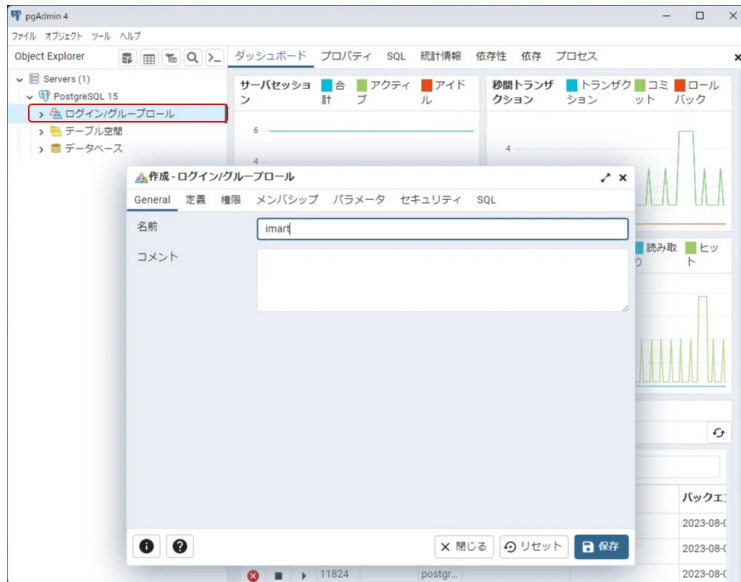 pgAdmin 4
ファイル オブジェクト ツール ヘルプ
Object Explorer
ダッシュボード プロパティ SQL 統計情報 依存性 依存 プロセス
Servers (1)
PostgreSQL 15
ログイン/グループロール
テーブル空間
データベース
サーバセッション 合計 アクティブ アイドル
秒間トランザクション トランザクション コミット ロールバック
6
4
4
作成 - ログイン/グループロール
General 定義 権限 メンバシップ パラメータ セキュリティ SQL
名前
imart
コメント
読み取り ヒット
バックエ
2023-08-0
2023-08-0
閉じる リセット 保存
11824 postgr... 2023-08-0